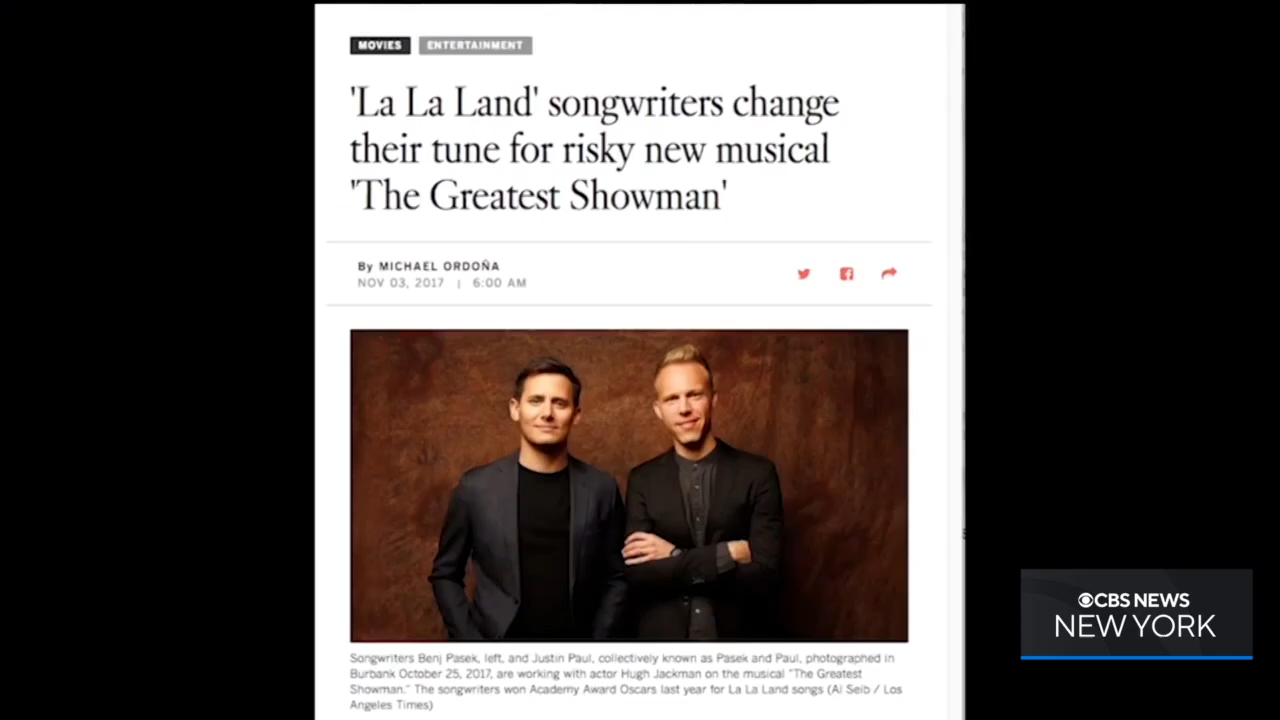 MOVIES ENTERTAINMENT
'La La Land' songwriters change
their tune for risky new musical
'The Greatest Showman'
By MICHAEL ORDOÑA
NOV 03, 2017 | 6:00 AM
Songwriters Benj Pasek, left, and Justin Paul, collectively known as Pasek and Paul, photographed in
Burbank October 25, 2017, are working with actor Hugh Jackman on the musical "The Greatest
Showman." The songwriters won Academy Award Oscars last year for La La Land songs (Al Seib / Los
Angeles Times)
CBS NEWS
NEW YORK